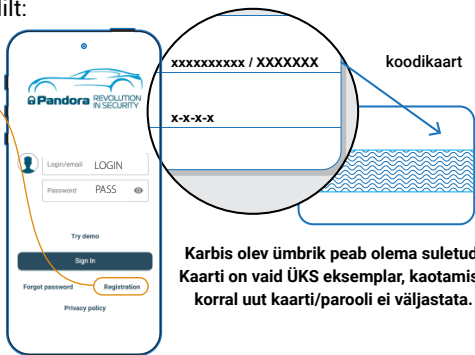 ilt:
xxxxxxxxxx / XXXXXXX
koodikaart
x-x-x-x
Pandora REVOLUTION
IN SECURITY
Login/email LOGIN
Password PASS
Try demo
Sign In
Forgot password Registration
Privacy policy
Karbis olev ümbrik peab olema suletud
Kaarti on vaid ÜKS eksemplar, kaotamis
korral uut kaarti/parooli ei väljastata.